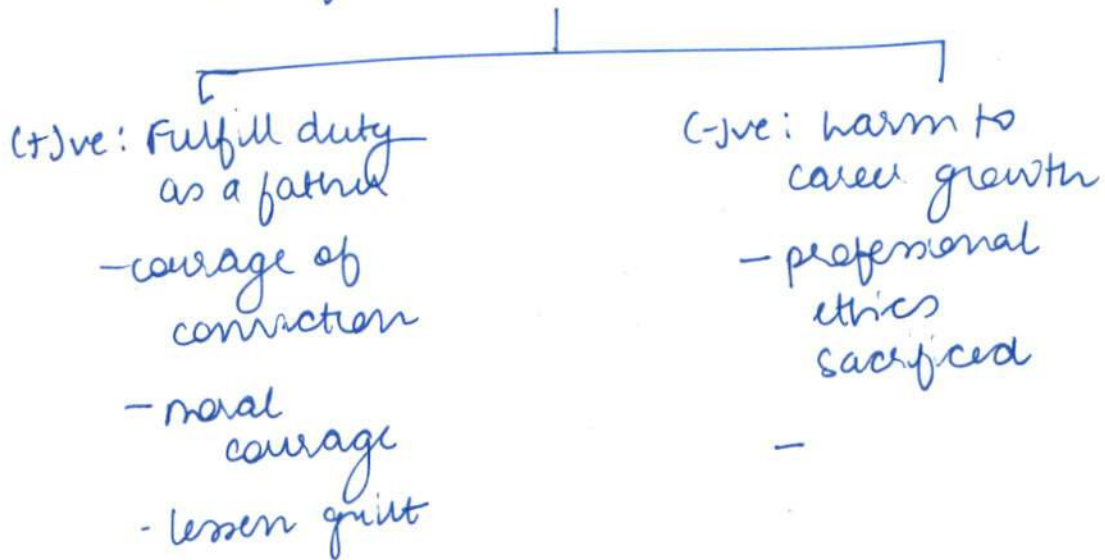 (+)ve: Fulfill duty
as a father
- courage of
conviction
- moral
courage
- lessen guilt
(-)ve: harm to
career growth
- professional
ethics
sacrificed
-